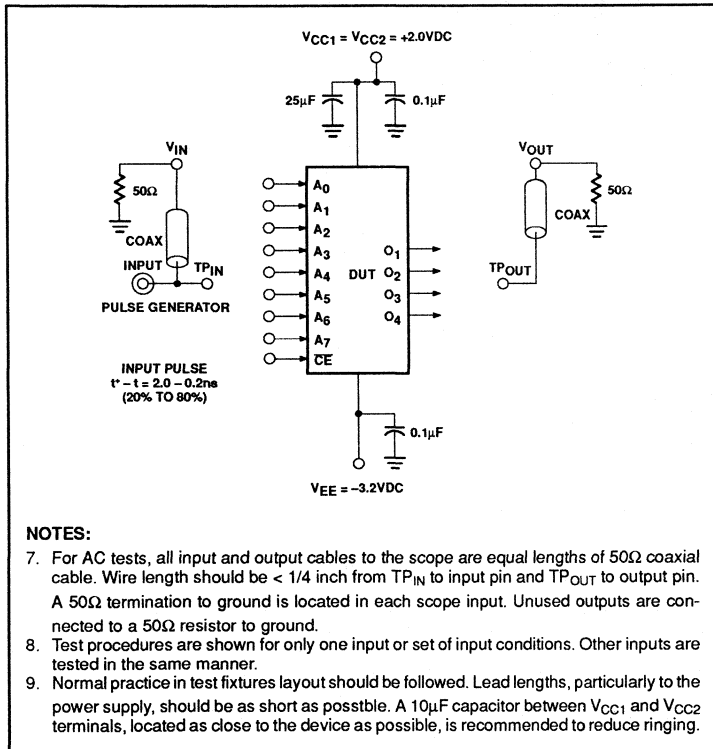 VCC1 = VCC2 = +2.0VDC
25µF
0.1µF
VIN
50Ω
COAX
INPUT
TPIN
PULSE GENERATOR
INPUT PULSE
t+ – t = 2.0 – 0.2ns
(20% TO 80%)
A0
A1
A2
A3
A4
A5
A6
A7
CE
DUT
O1
O2
O3
O4
VOUT
50Ω
COAX
TPOUT
0.1µF
VEE = –3.2VDC
NOTES:
7. For AC tests, all input and output cables to the scope are equal lengths of 50Ω coaxial
cable. Wire length should be < 1/4 inch from TPIN to input pin and TPOUT to output pin.
A 50Ω termination to ground is located in each scope input. Unused outputs are con-
nected to a 50Ω resistor to ground.
8. Test procedures are shown for only one input or set of input conditions. Other inputs are
tested in the same manner.
9. Normal practice in test fixtures layout should be followed. Lead lengths, particularly to the
power supply, should be as short as posstble. A 10µF capacitor between VCC1 and VCC2
terminals, located as close to the device as possible, is recommended to reduce ringing.